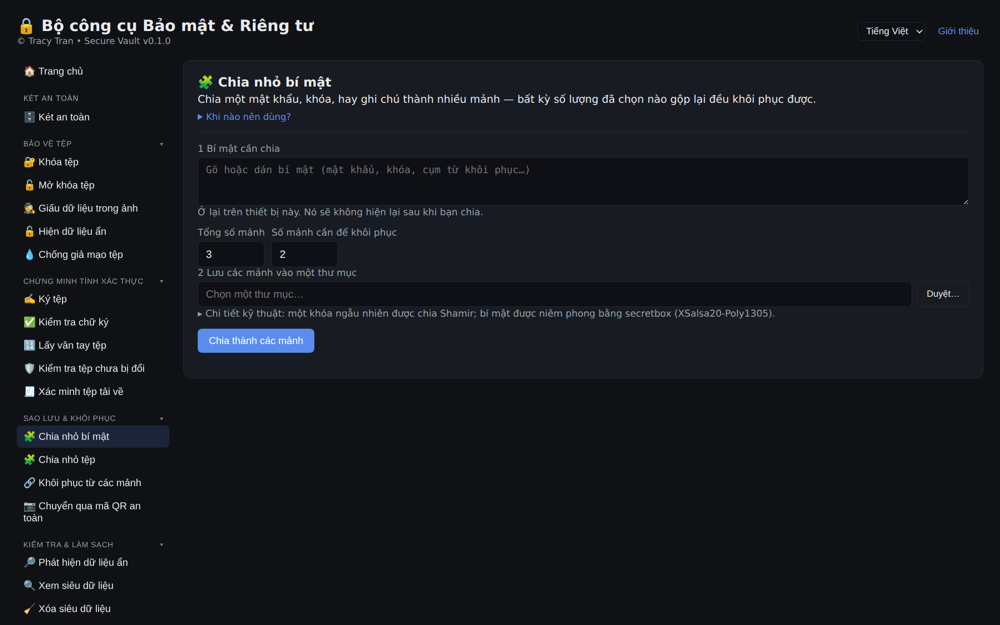 Bộ công cụ Bảo mật & Riêng tư
© Tracy Tran • Secure Vault v0.1.0
Tiếng Việt
Giới thiệu
Trang chủ
KÉT AN TOÀN
Két an toàn
BẢO VỆ TỆP
Khóa tệp
Mở khóa tệp
Giấu dữ liệu trong ảnh
Hiện dữ liệu ẩn
Chống giả mạo tệp
CHỨNG MINH TÍNH XÁC THỰC
Ký tệp
Kiểm tra chữ ký
Lấy vân tay tệp
Kiểm tra tệp chưa bị đổi
Xác minh tệp tải về
SAO LƯU & KHÔI PHỤC
Chia nhỏ bí mật
Chia nhỏ tệp
Khôi phục từ các mảnh
Chuyển qua mã QR an
toàn
KIỂM TRA & LÀM SẠCH
Phát hiện dữ liệu ẩn
Xem siêu dữ liệu
Xóa siêu dữ liệu
Chia nhỏ bí mật
Chia một mật khẩu, khóa, hay ghi chú thành nhiều mảnh — bất kỳ số lượng đã chọn nào gộp lại đều khôi phục được.
Khi nào nên dùng?
1 Bí mật cần chia
Gõ hoặc dán bí mật (mật khẩu, khóa, cụm từ khôi phục…)
Ở lại trên thiết bị này. Nó sẽ không hiện lại sau khi bạn chia.
Tổng số mảnh Số mảnh cần để khôi phục
3 2
2 Lưu các mảnh vào một thư mục
Chọn một thư mục… Duyệt…
▸ Chi tiết kỹ thuật: một khóa ngẫu nhiên được chia Shamir; bí mật được niêm phong bằng secretbox (XSalsa20-Poly1305).
Chia thành các mảnh